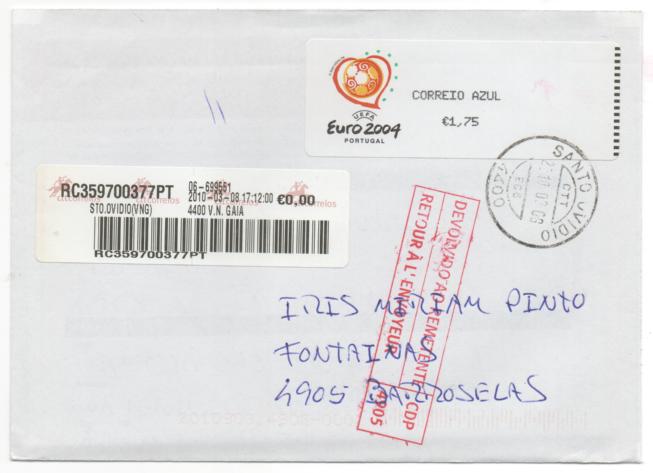 CORREIO AZUL
€1,75
UEFA
Euro2004
PORTUGAL
RC359700377PT
06-699561
2010-03-08 17:12:00
€0,00
STO.OVIDIO(VNG)
4400 V.N. GAIA
RC359700377PT
SANTO OVIDIO
CTT
4400
DEVOLVIDO AO REMETENTE
RETOUR À L'ENVOYEUR
CDP
4905
IRIS MIRIAM PINTO
FONTAINAS
4905 BARROSELAS